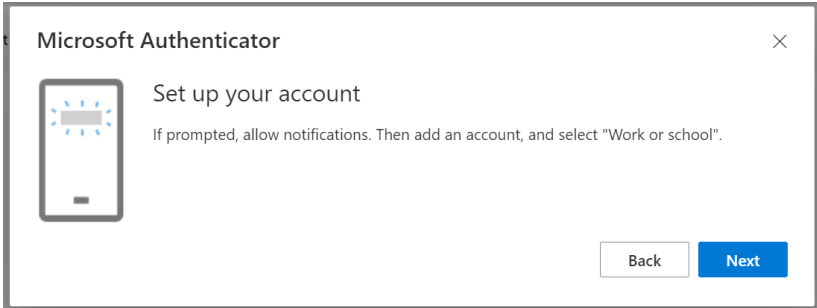 Microsoft Authenticator
Set up your account
If prompted, allow notifications. Then add an account, and select "Work or school".
Back
Next